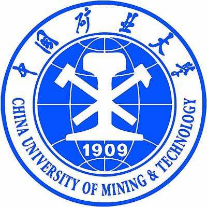 中国矿业大学
1909
CHINA UNIVERSITY OF MINING & TECHNOLOGY